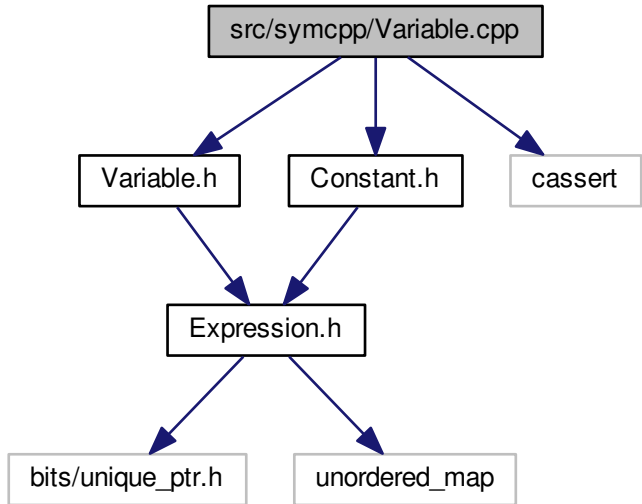 src/symcpp/Variable.cpp
Variable.h
Constant.h
cassert
Expression.h
bits/unique_ptr.h
unordered_map